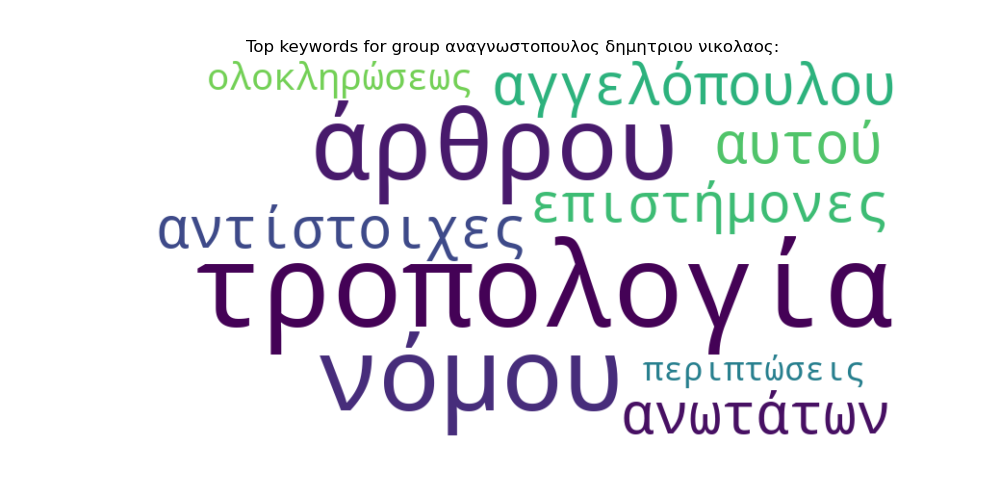 Top keywords for group αναγνωστοπουλος δημητριου νικολαος:
ολοκληρώσεως αγγελόπουλου
άρθρου αυτού
επιστήμονες
αντίστοιχες
τροπολογία
νόμου περιπτώσεις
ανωτάτων